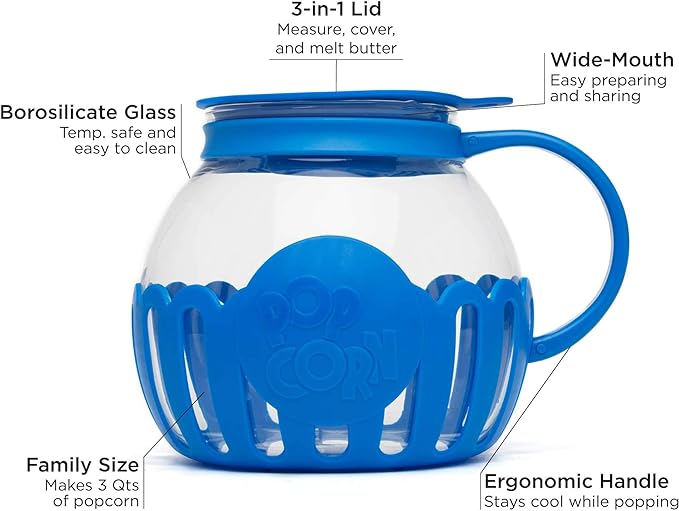 3-in-1 Lid
Measure, cover,
and melt butter
Wide-Mouth
Easy preparing
and sharing
Borosilicate Glass
Temp. safe and
easy to clean
POP
CORN
Family Size
Makes 3 Qts
of popcorn
Ergonomic Handle
Stays cool while popping